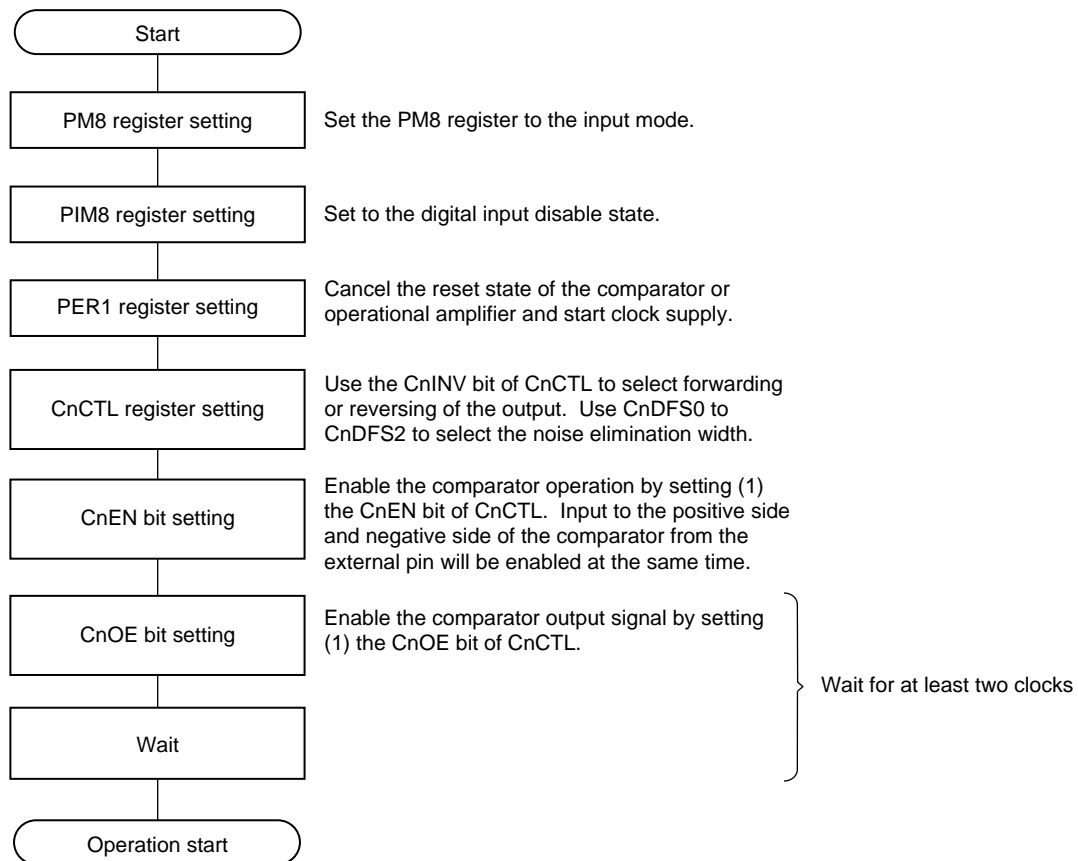 Start
PM8 register setting
Set the PM8 register to the input mode.
PIM8 register setting
Set to the digital input disable state.
PER1 register setting
Cancel the reset state of the comparator or
operational amplifier and start clock supply.
CnCTL register setting
Use the CnINV bit of CnCTL to select forwarding
or reversing of the output.  Use CnDFS0 to
CnDFS2 to select the noise elimination width.
CnEN bit setting
Enable the comparator operation by setting (1)
the CnEN bit of CnCTL.  Input to the positive side
and negative side of the comparator from the
external pin will be enabled at the same time.
CnOE bit setting
Enable the comparator output signal by setting
(1) the CnOE bit of CnCTL.
Wait for at least two clocks
Wait
Operation start